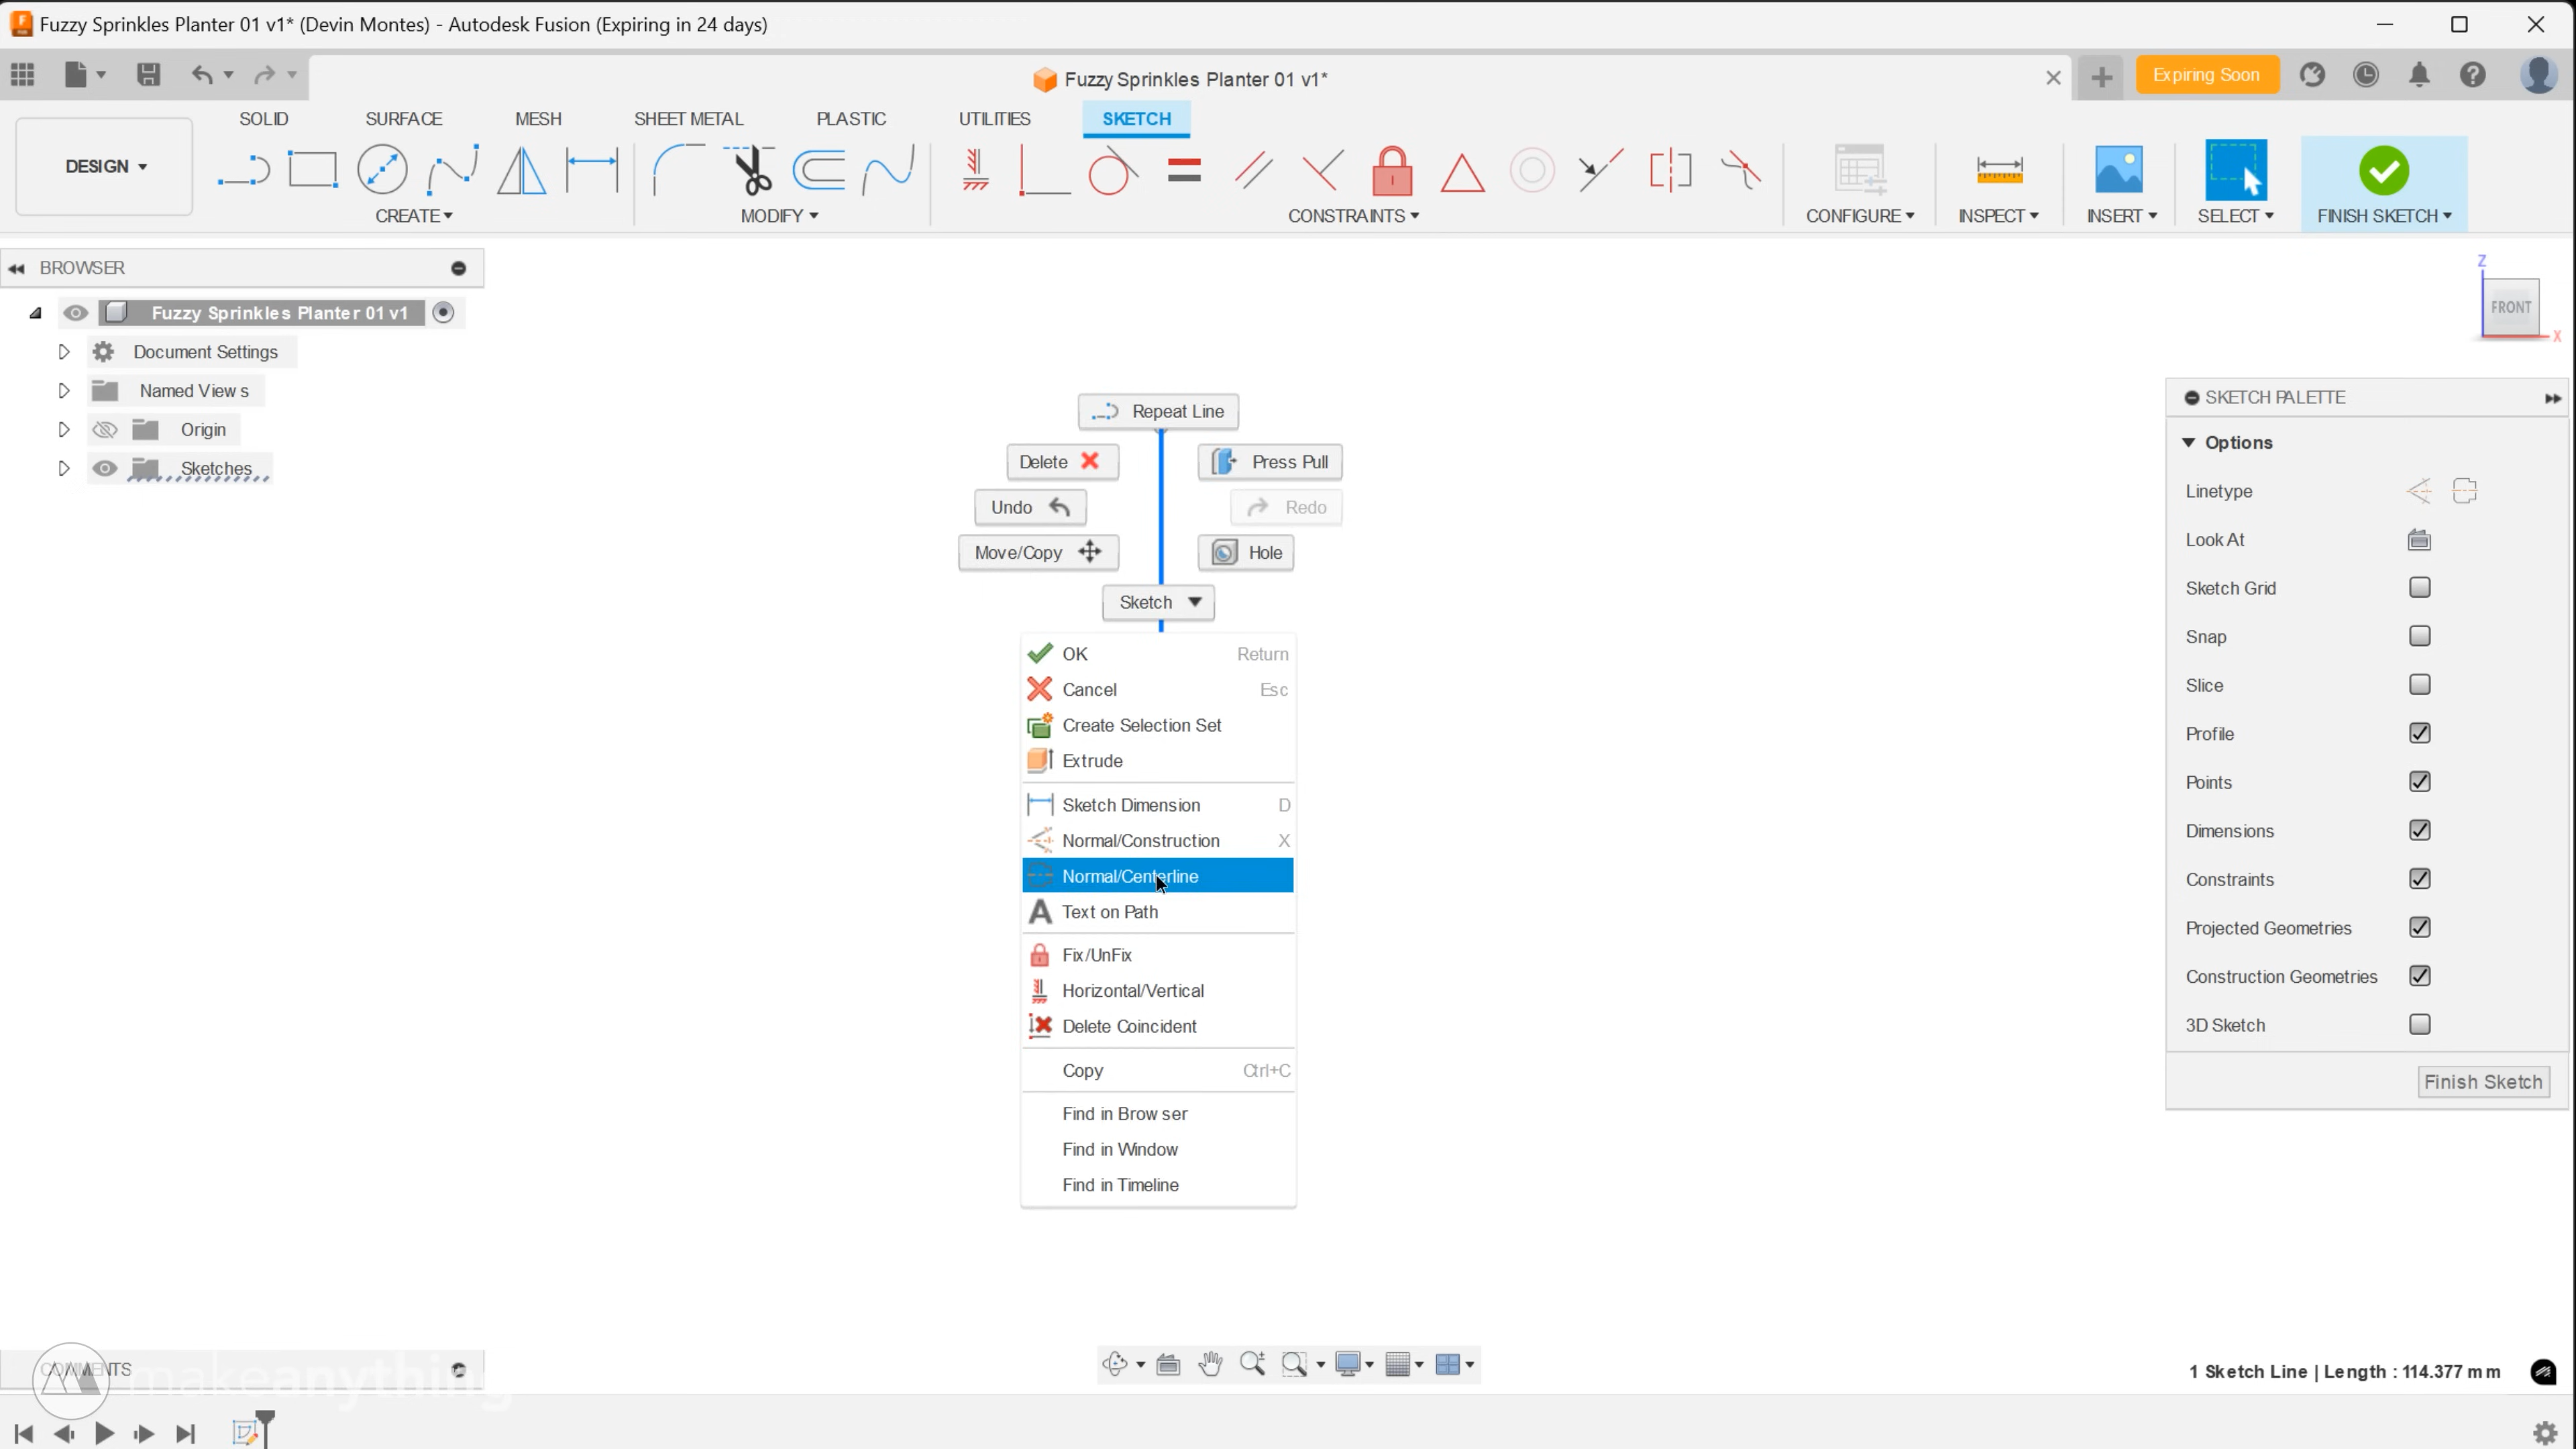 Fuzzy Sprinkles Planter 01 v1* (Devin Montes) - Autodesk Fusion (Expiring in 24 days)
Fuzzy Sprinkles Planter 01 v1*
Expiring Soon
SOLID
SURFACE
MESH
SHEET METAL
PLASTIC
UTILITIES
SKETCH
DESIGN
CREATE
MODIFY
CONSTRAINTS
CONFIGURE
INSPECT
INSERT
SELECT
FINISH SKETCH
BROWSER
Fuzzy Sprinkles Planter 01 v1
Document Settings
Named Views
Origin
Sketches
Z
FRONT
X
Repeat Line
Delete
Press Pull
Undo
Redo
Move/Copy
Hole
Sketch
OK Return
Cancel Esc
Create Selection Set
Extrude
Sketch Dimension D
Normal/Construction X
Normal/Centerline
Text on Path
Fix/UnFix
Horizontal/Vertical
Delete Coincident
Copy Ctrl+C
Find in Browser
Find in Window
Find in Timeline
SKETCH PALETTE
Options
Linetype
Look At
Sketch Grid
Snap
Slice
Profile
Points
Dimensions
Constraints
Projected Geometries
Construction Geometries
3D Sketch
Finish Sketch
COMMENTS
makeanything
1 Sketch Line | Length : 114.377 mm